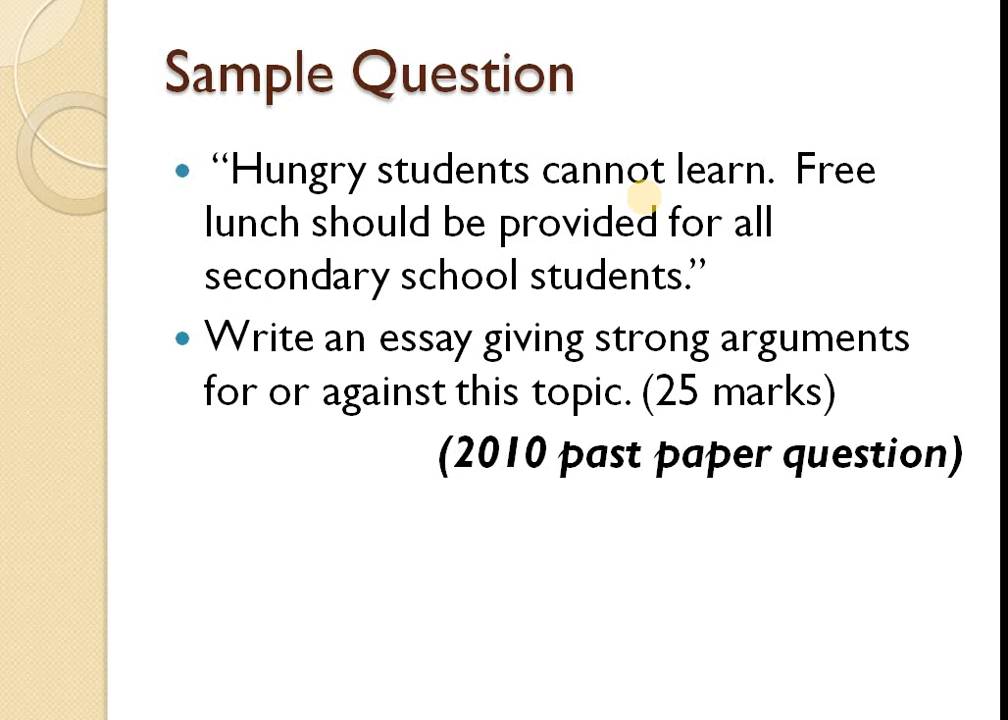 Sample Question
• “Hungry students cannot learn.  Free
lunch should be provided for all
secondary school students.”
• Write an essay giving strong arguments
for or against this topic. (25 marks)
(2010 past paper question)